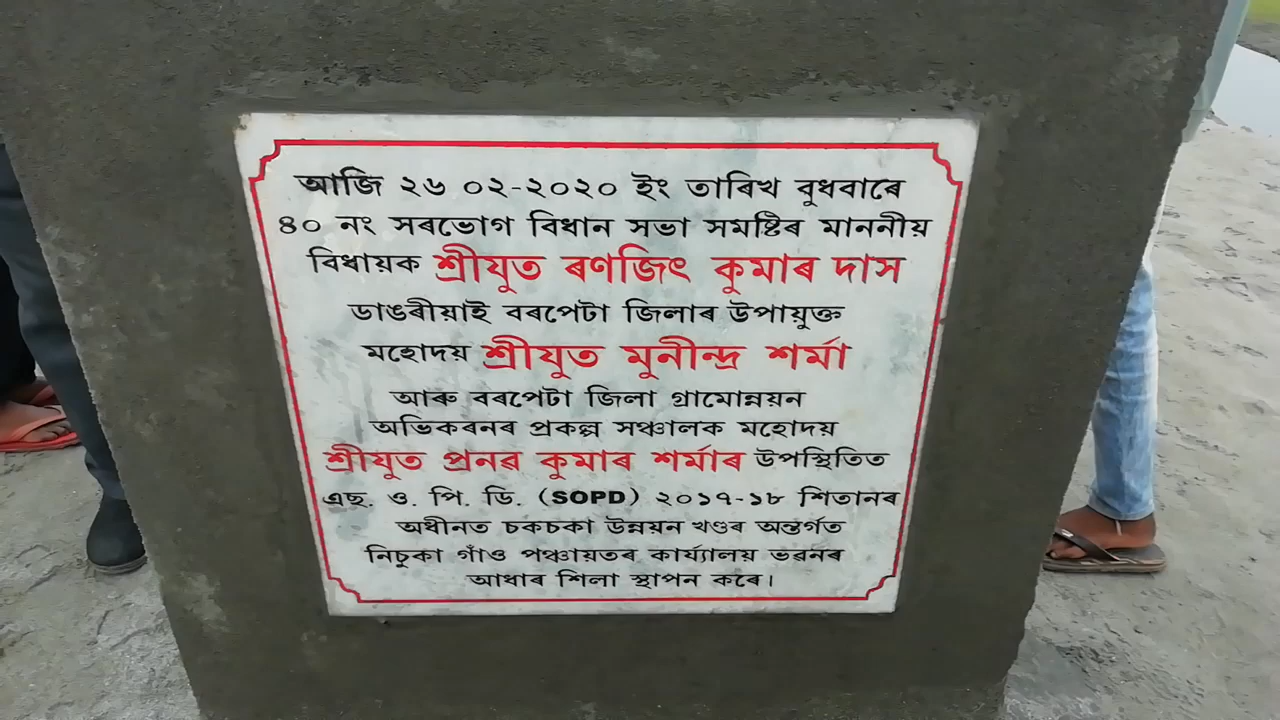 আজি ২৬ ০২-২০২০ ইং তাৰিখ বুধবাৰে
৪০ নং সৰভোগ বিধান সভা সমষ্টিৰ মাননীয়
বিধায়ক শ্ৰীযুত ৰণজিৎ কুমাৰ দাস
ডাঙৰীয়াই বৰপেটা জিলাৰ উপায়ুক্ত
মহোদয় শ্ৰীযুত মুনীন্দ্ৰ শৰ্মা
আৰু বৰপেটা জিলা গ্ৰামোন্নয়ন
অভিকৰনৰ প্ৰকল্প সঞ্চালক মহোদয়
শ্ৰীযুত প্ৰনৱ কুমাৰ শৰ্মাৰ উপস্থিতিত
এছ. ও. পি. ডি. (SOPD) ২০১৭-১৮ শিতানৰ
অধীনত চকচকা উন্নয়ন খণ্ডৰ অন্তৰ্গত
নিচুকা গাঁও পঞ্চায়তৰ কাৰ্য্যালয় ভৱনৰ
আধাৰ শিলা স্থাপন কৰে।